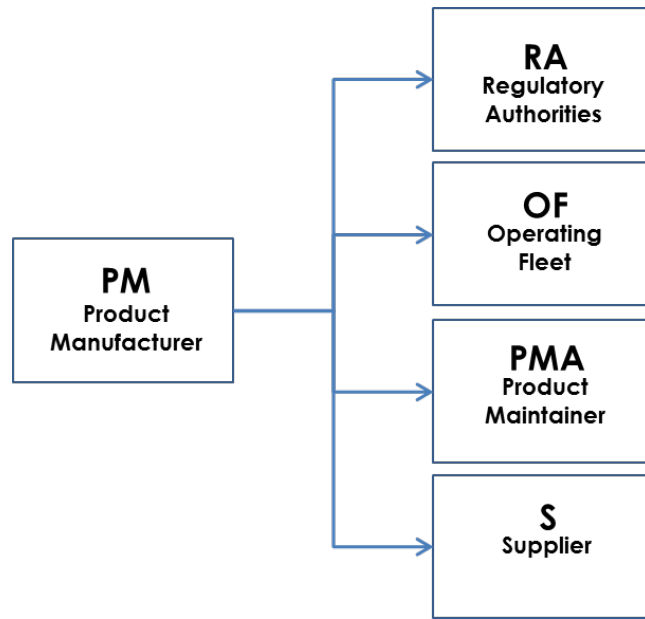 PM
Product
Manufacturer
RA
Regulatory
Authorities
OF
Operating
Fleet
PMA
Product
Maintainer
S
Supplier